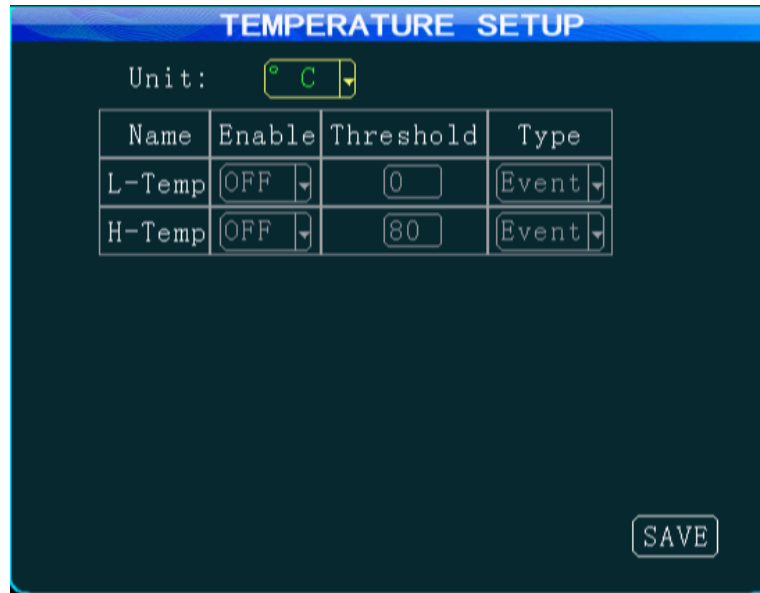 TEMPERATURE SETUP
Unit: ° C
Name Enable Threshold Type
L-Temp OFF 0 Event
H-Temp OFF 80 Event
SAVE